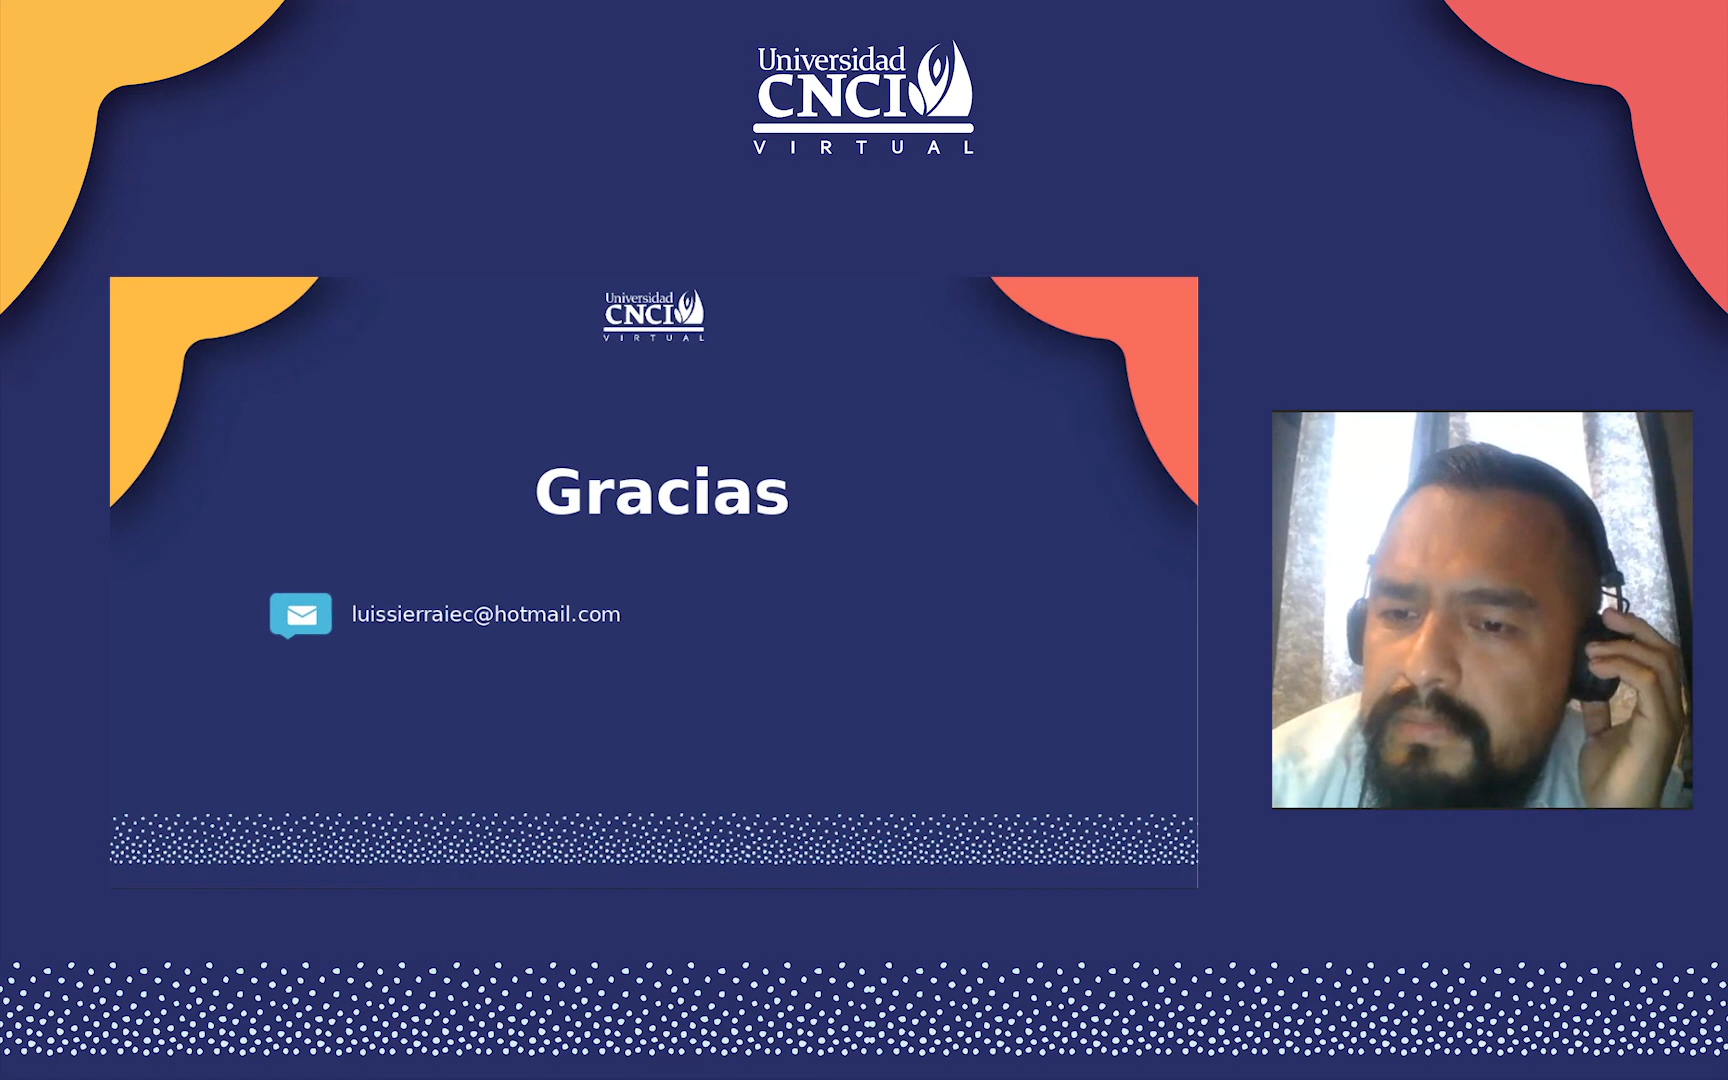 Universidad
CNCI
VIRTUAL
Universidad
CNCI
VIRTUAL
Gracias
luissierraiec@hotmail.com